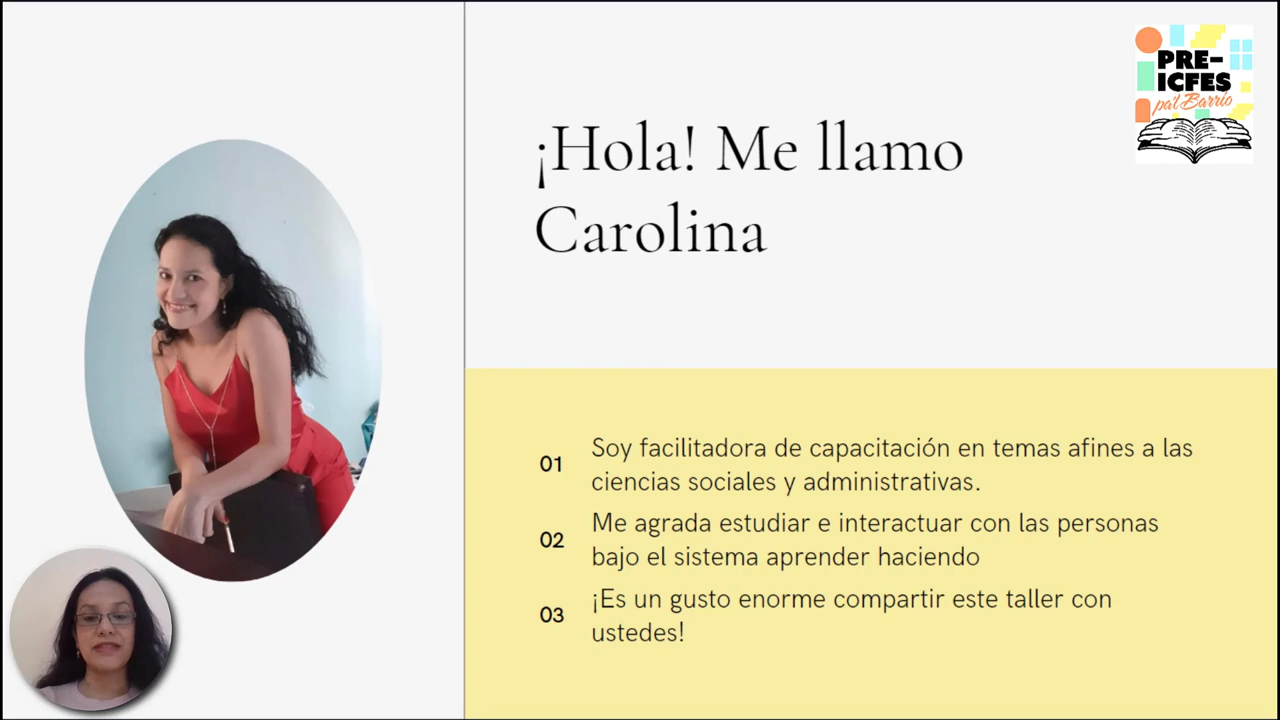 PRE-
ICFES
pa'l Barrio
¡Hola! Me llamo
Carolina
01
Soy facilitadora de capacitación en temas afines a las
ciencias sociales y administrativas.
02
Me agrada estudiar e interactuar con las personas
bajo el sistema aprender haciendo
03
¡Es un gusto enorme compartir este taller con
ustedes!